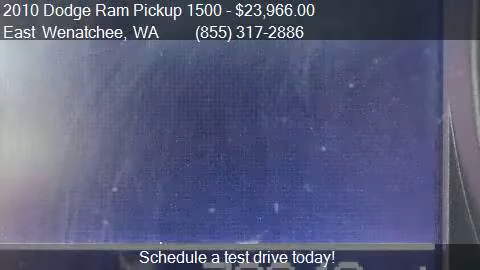 2010 Dodge Ram Pickup 1500 - $23,966.00
East Wenatchee, WA (855) 317-2886
Schedule a test drive today!